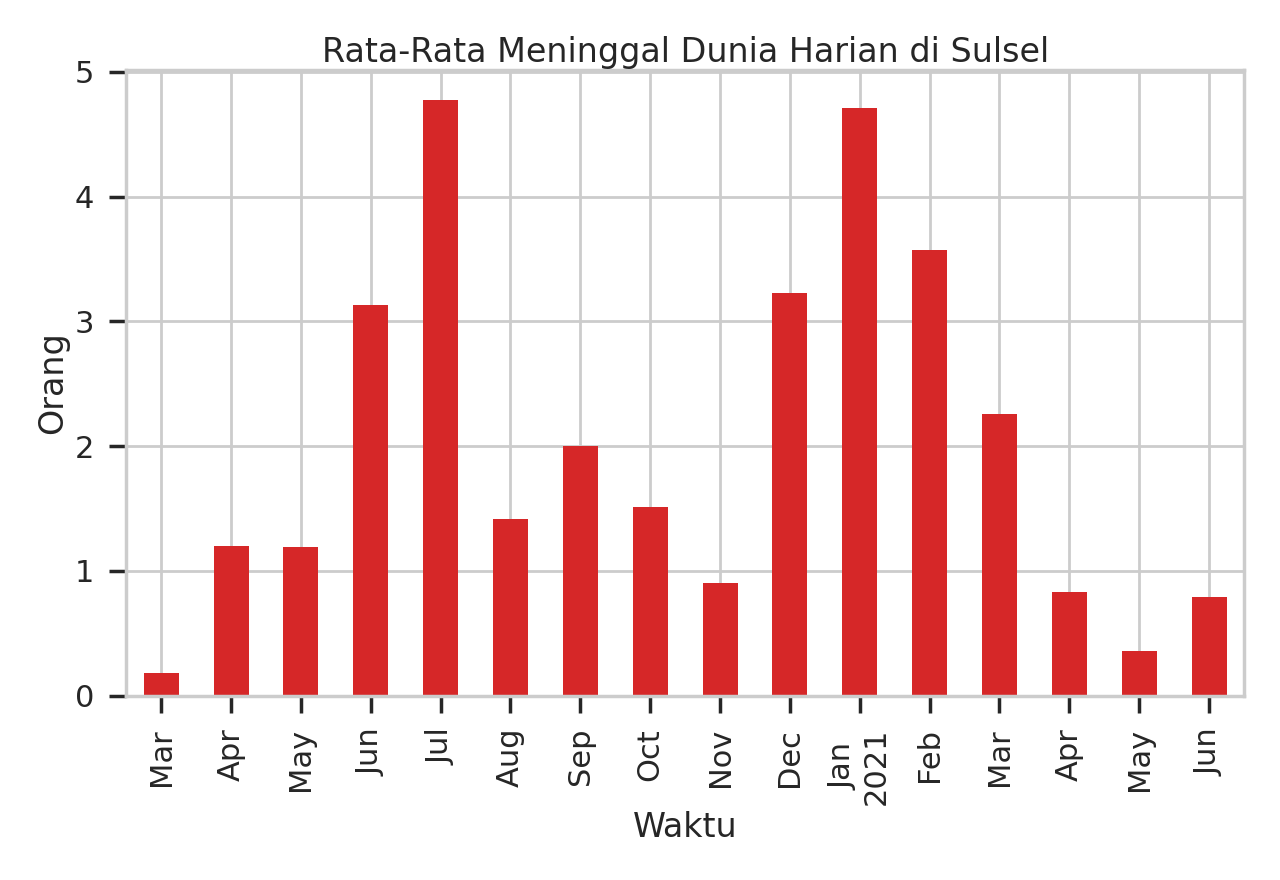 Rata-Rata Meninggal Dunia Harian di Sulsel
5
4
3
2
1
0
Orang
Mar
Apr
May
Jun
Jul
Aug
Sep
Oct
Nov
Dec
Jan
2021
Feb
Mar
Apr
May
Jun
Waktu